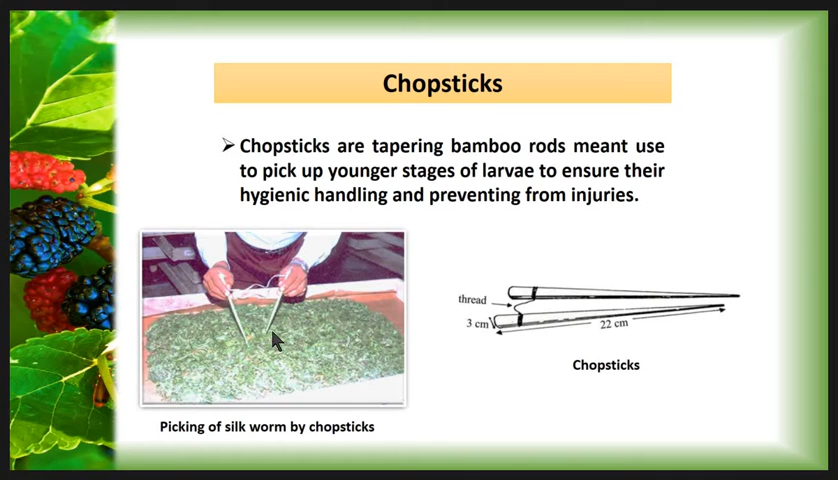 Chopsticks
➢ Chopsticks are tapering bamboo rods meant use
to pick up younger stages of larvae to ensure their
hygienic handling and preventing from injuries.
thread
3 cm
22 cm
Chopsticks
Picking of silk worm by chopsticks